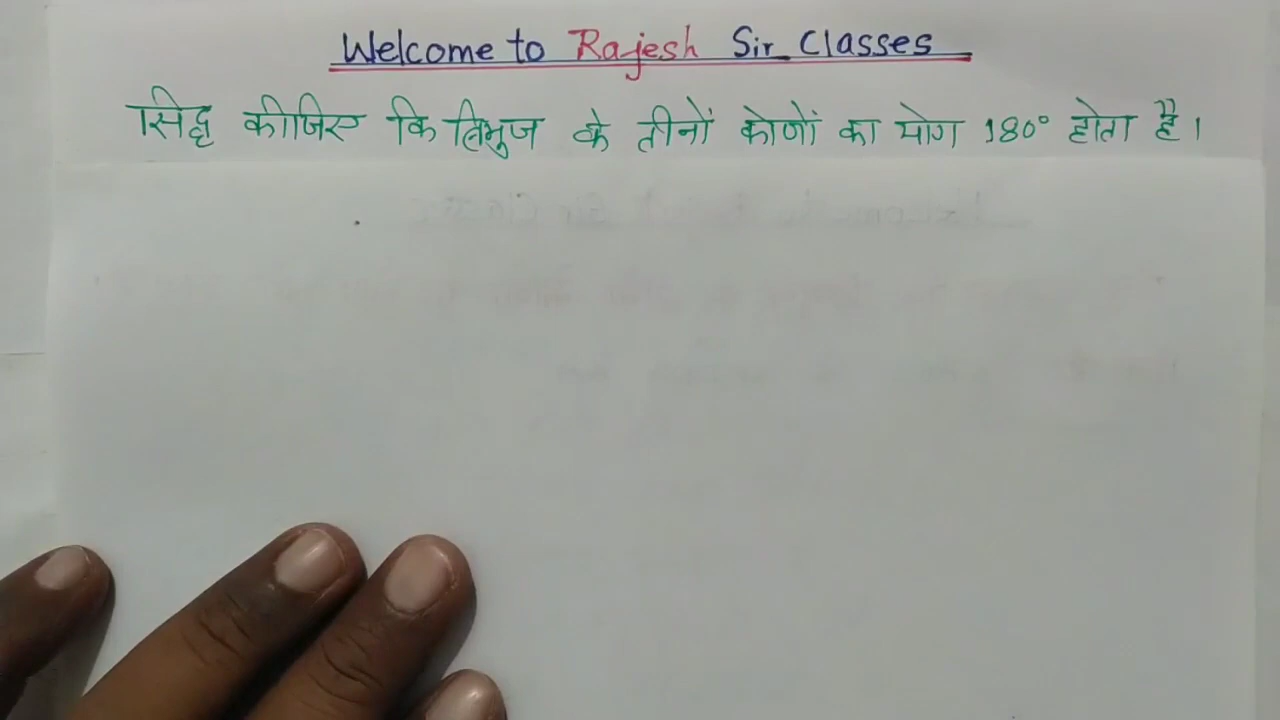 Welcome to Rajesh Sir Classes
सिद्ध कीजिए कि त्रिभुज के तीनों कोणों का योग 180° होता है।